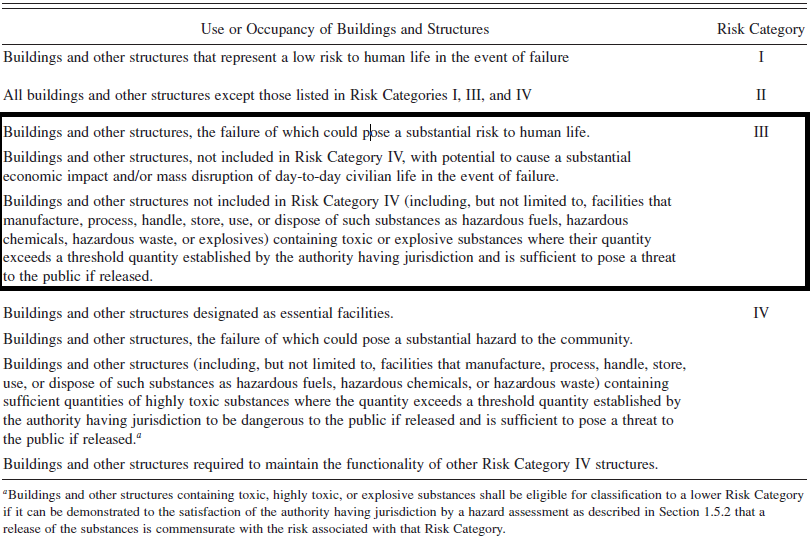 Use or Occupancy of Buildings and Structures Risk Category
Buildings and other structures that represent a low risk to human life in the event of failure I
All buildings and other structures except those listed in Risk Categories I, III, and IV II
Buildings and other structures, the failure of which could pose a substantial risk to human life. III
Buildings and other structures, not included in Risk Category IV, with potential to cause a substantial
economic impact and/or mass disruption of day-to-day civilian life in the event of failure.
Buildings and other structures not included in Risk Category IV (including, but not limited to, facilities that
manufacture, process, handle, store, use, or dispose of such substances as hazardous fuels, hazardous
chemicals, hazardous waste, or explosives) containing toxic or explosive substances where their quantity
exceeds a threshold quantity established by the authority having jurisdiction and is sufficient to pose a threat
to the public if released.
Buildings and other structures designated as essential facilities. IV
Buildings and other structures, the failure of which could pose a substantial hazard to the community.
Buildings and other structures (including, but not limited to, facilities that manufacture, process, handle, store,
use, or dispose of such substances as hazardous fuels, hazardous chemicals, or hazardous waste) containing
sufficient quantities of highly toxic substances where the quantity exceeds a threshold quantity established by
the authority having jurisdiction to be dangerous to the public if released and is sufficient to pose a threat to
the public if released.a
Buildings and other structures required to maintain the functionality of other Risk Category IV structures.
aBuildings and other structures containing toxic, highly toxic, or explosive substances shall be eligible for classification to a lower Risk Category
if it can be demonstrated to the satisfaction of the authority having jurisdiction by a hazard assessment as described in Section 1.5.2 that a
release of the substances is commensurate with the risk associated with that Risk Category.